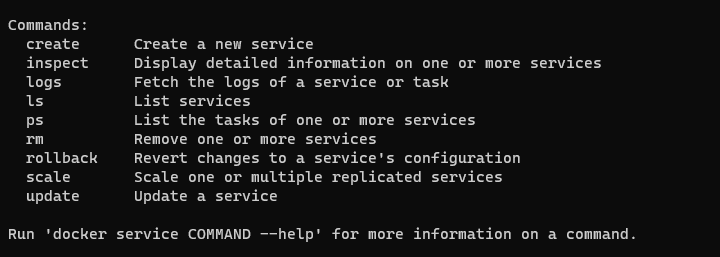 Commands:
  create      Create a new service
  inspect     Display detailed information on one or more services
  logs        Fetch the logs of a service or task
  ls          List services
  ps          List the tasks of one or more services
  rm          Remove one or more services
  rollback    Revert changes to a service's configuration
  scale       Scale one or multiple replicated services
  update      Update a service

Run 'docker service COMMAND --help' for more information on a command.